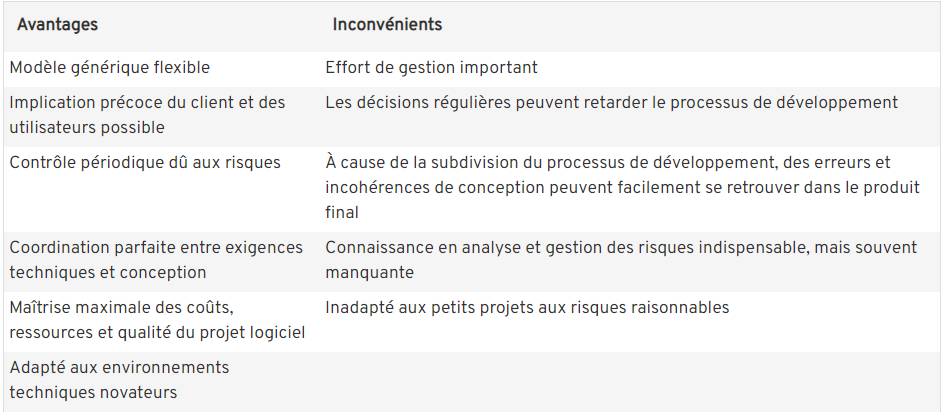 Avantages Inconvénients
Modèle générique flexible Effort de gestion important
Implication précoce du client et des Les décisions régulières peuvent retarder le processus de développement
utilisateurs possible
Contrôle périodique dû aux risques À cause de la subdivision du processus de développement, des erreurs et
incohérences de conception peuvent facilement se retrouver dans le produit
final
Coordination parfaite entre exigences Connaissance en analyse et gestion des risques indispensable, mais souvent
techniques et conception manquante
Maîtrise maximale des coûts, Inadapté aux petits projets aux risques raisonnables
ressources et qualité du projet logiciel
Adapté aux environnements
techniques novateurs